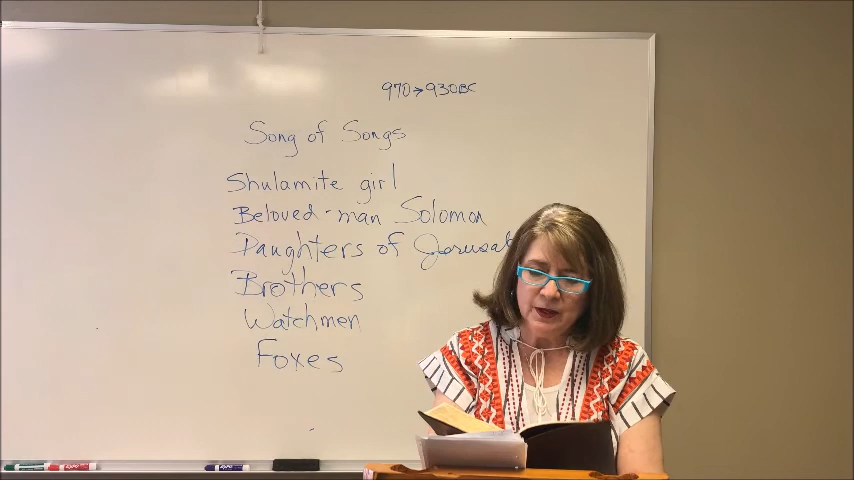 970→930BC
Song of Songs
Shulamite girl
Beloved-man Solomon
Daughters of
Brothers
Watchmen
Foxes